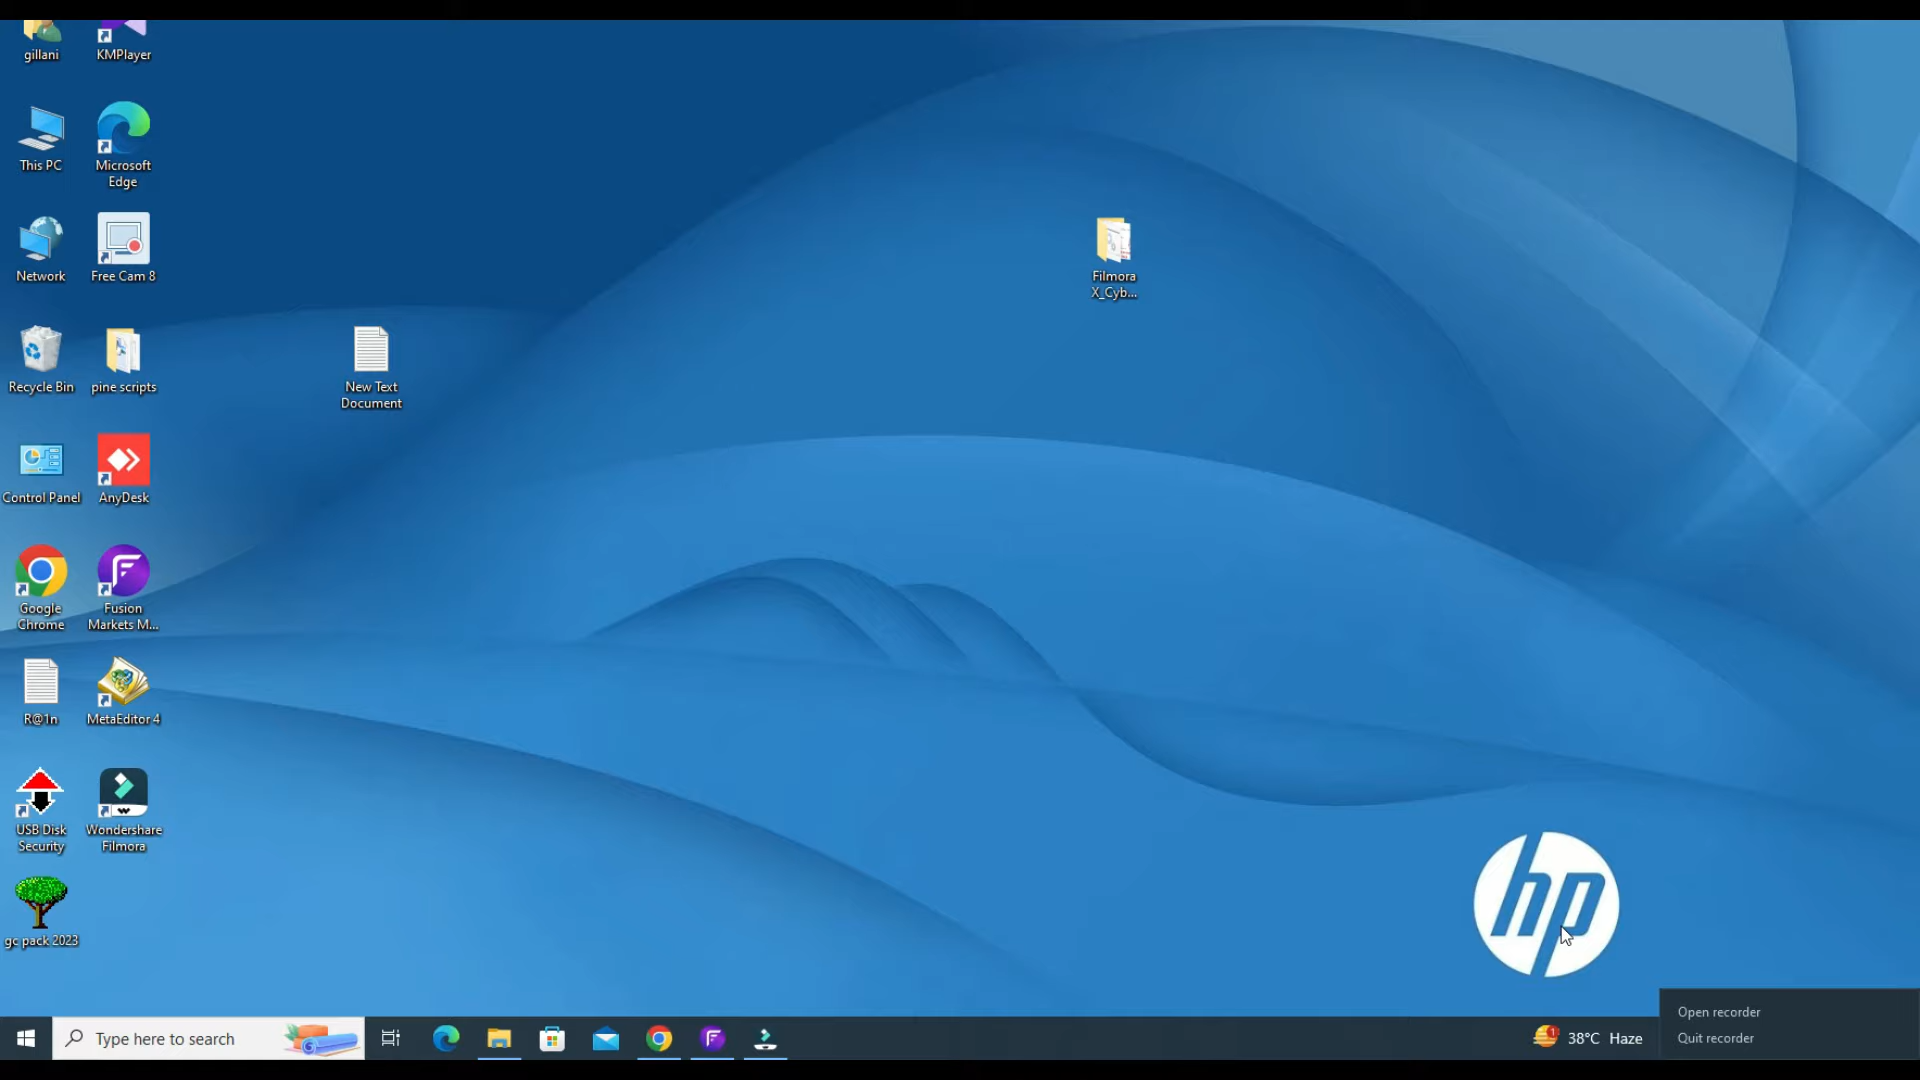 gillani
KMPlayer
This PC
Microsoft
Edge
Network
Free Cam 8
Filmora
X_Cyb...
Recycle Bin
pine scripts
New Text
Document
Control Panel
AnyDesk
Google
Chrome
Fusion
Markets M...
R@1n
MetaEditor 4
USB Disk
Security
Wondershare
Filmora
gc pack 2023
hp
Open recorder
Quit recorder
Type here to search
1
38°C Haze